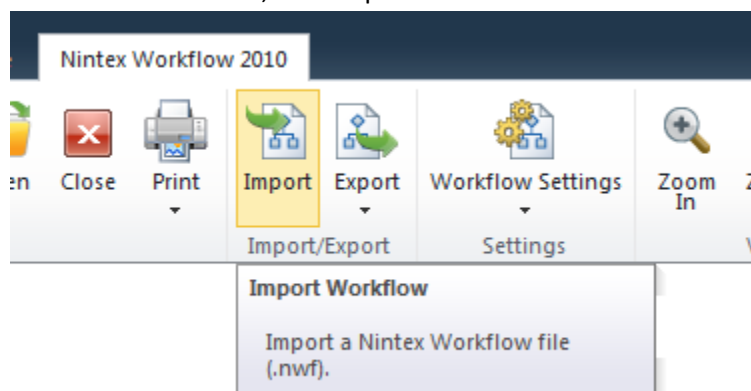 Nintex Workflow 2010
en Close Print Import Export Workflow Settings Zoom
In
Import/Export Settings
Import Workflow
Import a Nintex Workflow file
(.nwf).